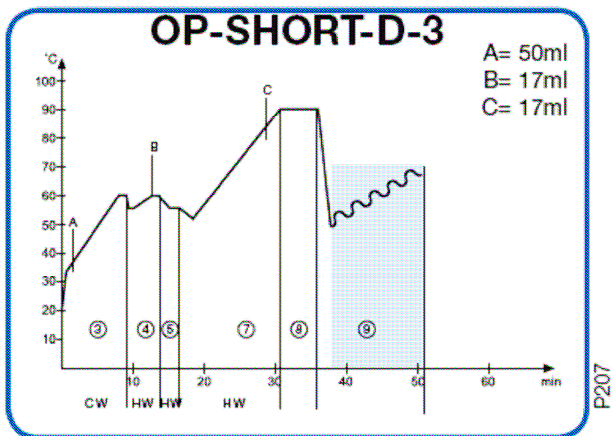 OP-SHORT-D-3
A= 50ml
B= 17ml
C= 17ml
°C
100
90
80
70
60
50
40
30
20
10
A
B
C
③ ④ ⑤ ⑦ ⑧ ⑨
10 20 30 40 50 60 min
CW HW HW HW
P207